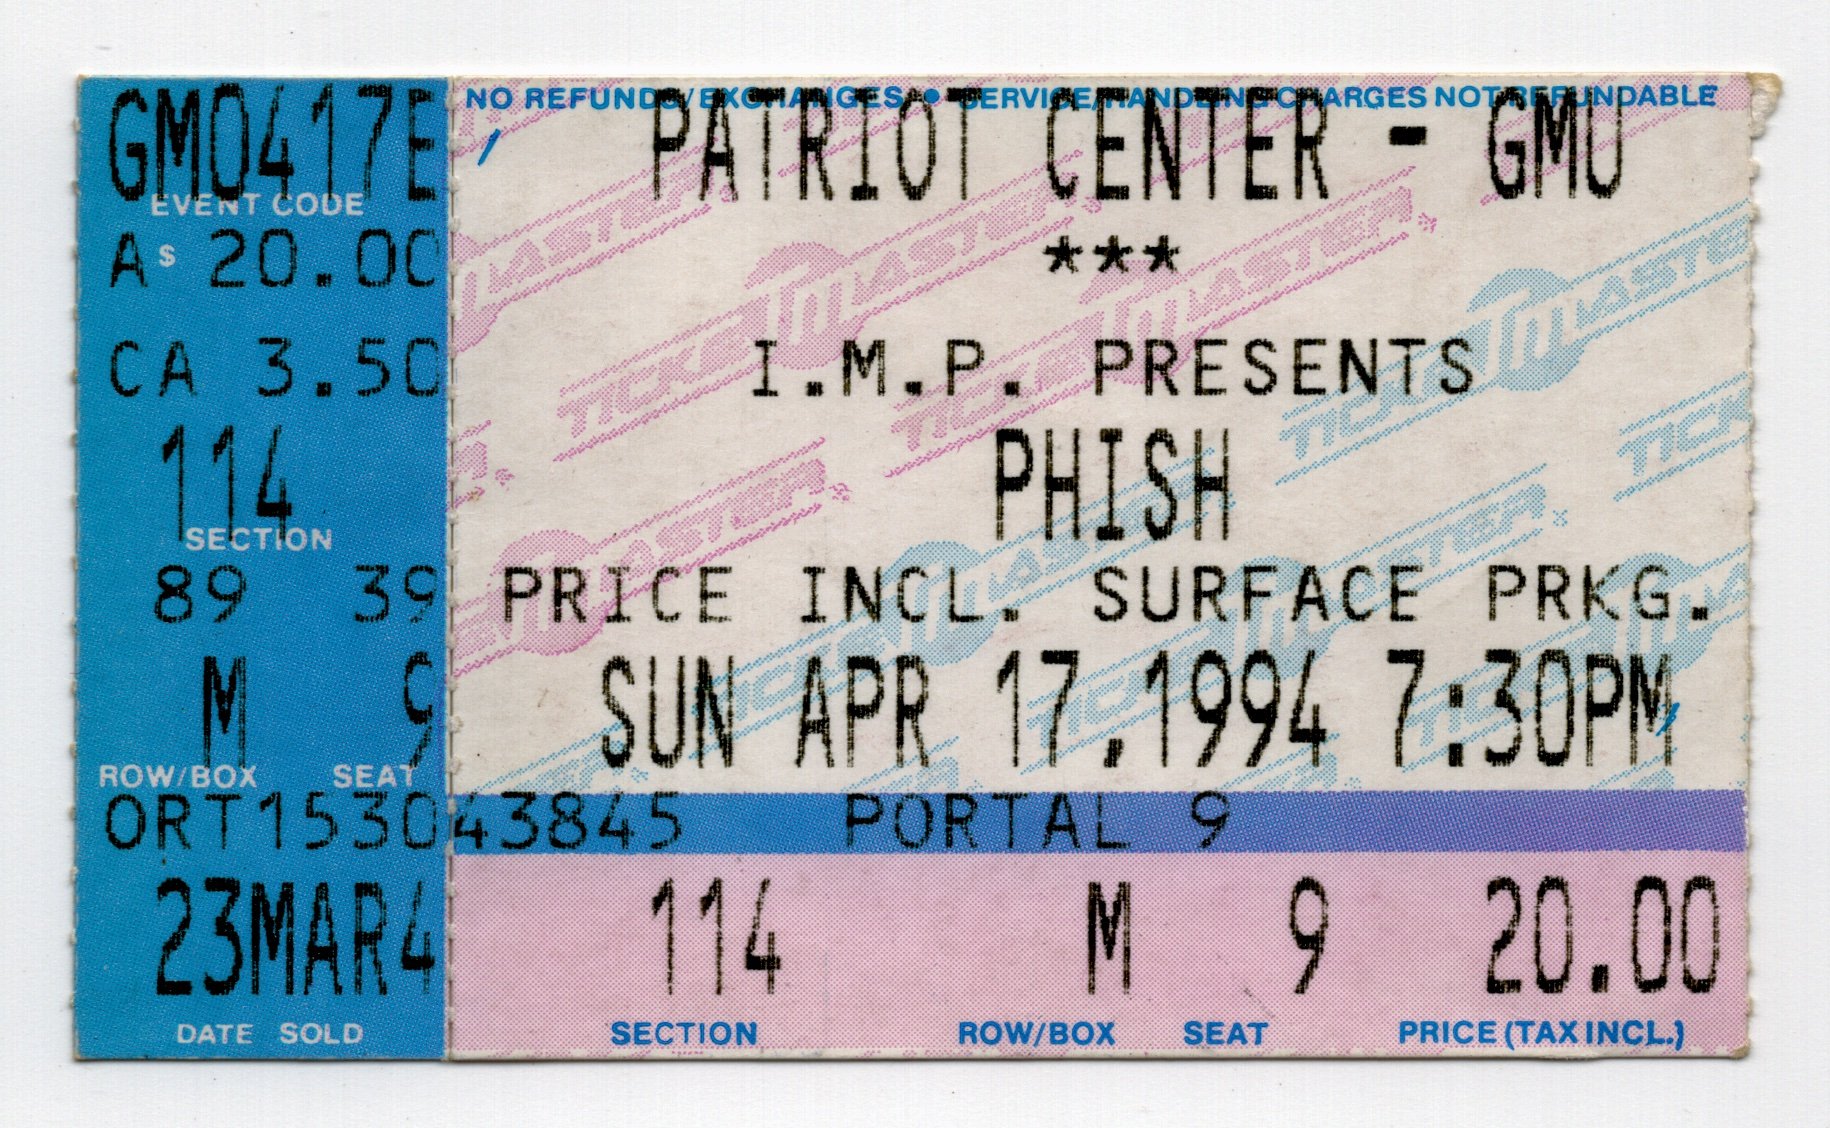 GM0417E
EVENT CODE
A $ 20.00
CA 3.50
114
SECTION
89 39
M 9
ROW/BOX SEAT
ORT153043845 PORTAL 9
23MAR4
DATE SOLD
NO REFUNDS/EXCHANGES • SERVICE/HANDLING CHARGES NOT REFUNDABLE
PATRIOT CENTER - GMU
***
I.M.P. PRESENTS
PHISH
PRICE INCL. SURFACE PRKG.
SUN APR 17,1994 7:30PM
114 M 9 20.00
SECTION ROW/BOX SEAT PRICE (TAX INCL.)
TICKETMASTER
TICKETMASTER
TICKETMASTER
TICKETMASTER